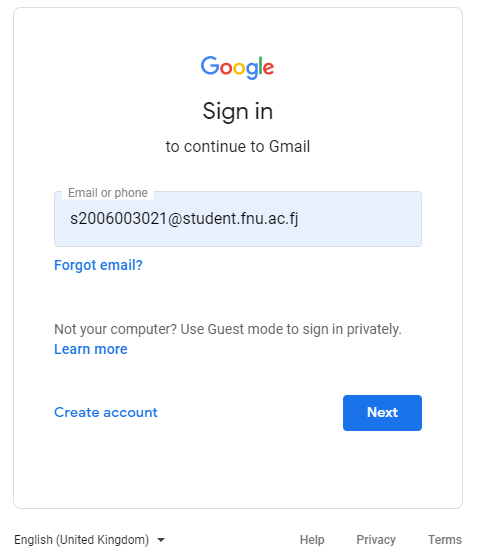 Google
Sign in
to continue to Gmail
Email or phone
s2006003021@student.fnu.ac.fj
Forgot email?
Not your computer? Use Guest mode to sign in privately.
Learn more
Create account
Next
English (United Kingdom)
Help
Privacy
Terms